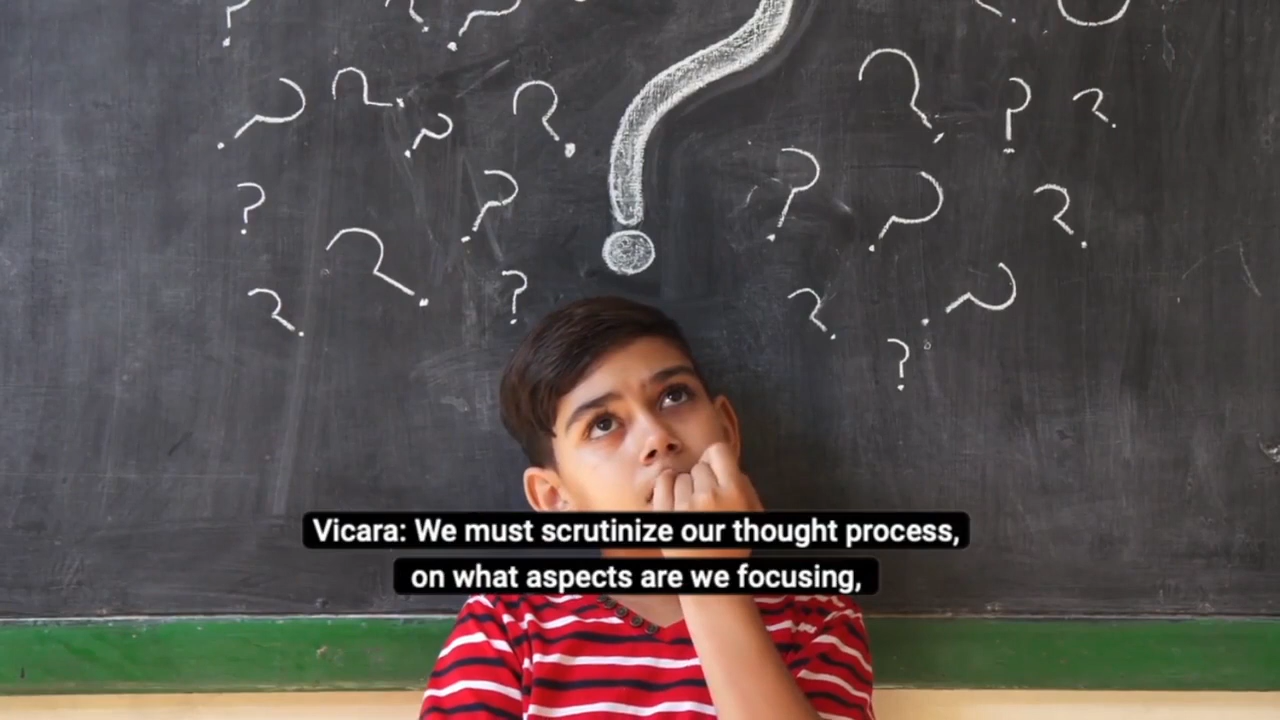 Vicara: We must scrutinize our thought process,
on what aspects are we focusing,